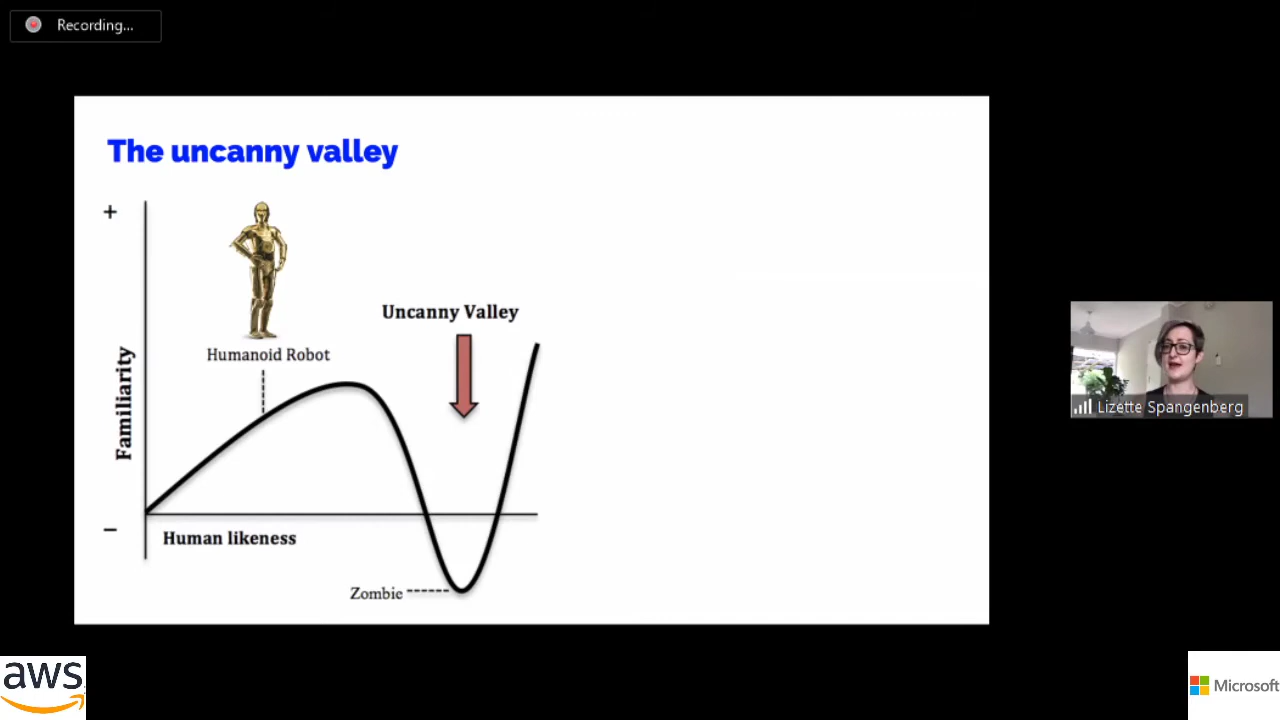 Recording...
The uncanny valley
+
Uncanny Valley
Humanoid Robot
Familiarity
Lizette Spangenberg
−
Human likeness
Zombie
aws
Microsoft